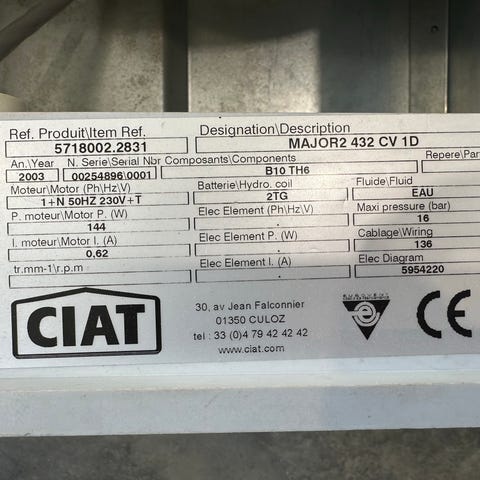 Ref. Produit\Item Ref. Designation\Description
5718002.2831 MAJOR2 432 CV 1D
An.\Year N. Serie\Serial Nbr Composants\Components Repere\Par
2003 00254896\0001 B10 TH6
Moteur\Motor (Ph\Hz\V) Batterie\Hydro. coil Fluide\Fluid
1+N 50HZ 230V+T 2TG EAU
P. moteur\Motor P. (W) Elec Element (Ph\Hz\V) Maxi pressure (bar)
144 . 16
I. moteur\Motor I. (A) Elec Element P. (W) Cablage\Wiring
0,62 . 136
tr.mm-1\r.p.m Elec Element I. (A) Elec Diagram
. 5954220
CIAT
30, av Jean Falconnier
01350 CULOZ
tel : 33 (0)4 79 42 42 42
www.ciat.com
EUROVENT
CE